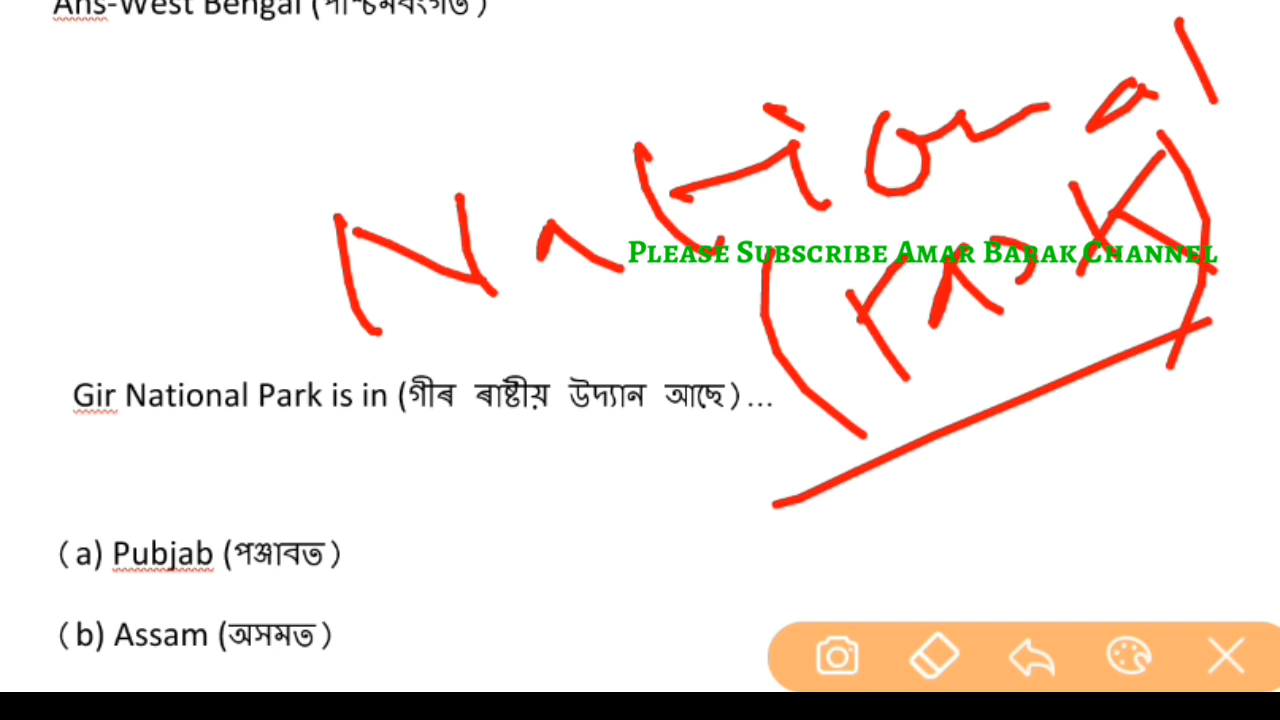 Ans-West Bengal (পশ্চিমবংগত)
National
(Park)
PLEASE SUBSCRIBE AMAR BARAK CHANNEL
Gir National Park is in (গীৰ ৰাষ্টীয় উদ্যান আছে)...
(a) Pubjab (পঞ্জাবত)
(b) Assam (অসমত)